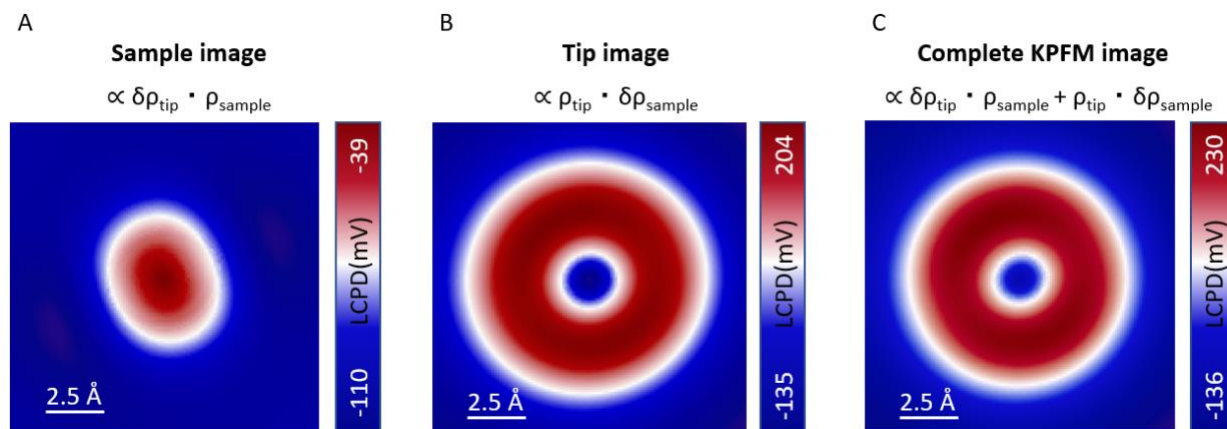 A
Sample image
∝ δρtip · ρsample
-39
LCPD(mV)
-110
2.5 Å
B
Tip image
∝ ρtip · δρsample
204
LCPD(mV)
-135
2.5 Å
C
Complete KPFM image
∝ δρtip · ρsample + ρtip · δρsample
230
LCPD(mV)
-136
2.5 Å